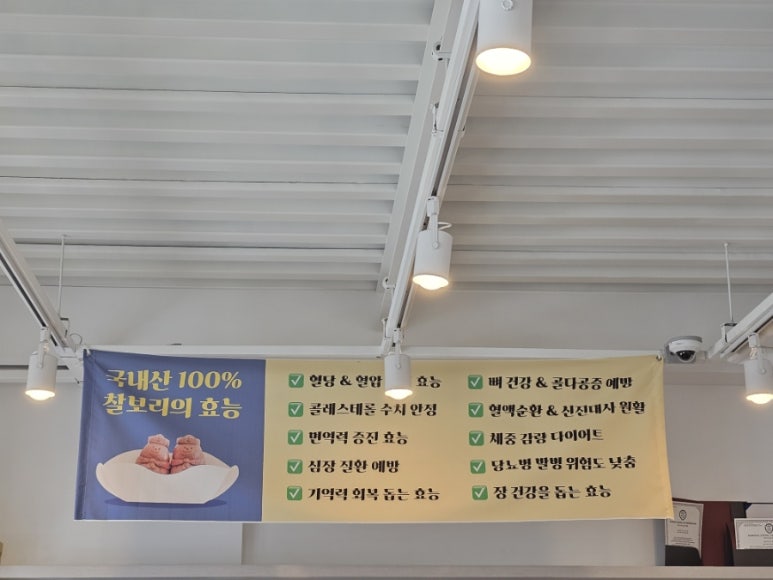 국내산 100%
찰보리의 효능
혈당 & 혈압 효능
콜레스테롤 수치 안정
면역력 증진 효능
심장 질환 예방
기억력 회복 돕는 효능
뼈 건강 & 골다공증 예방
혈액순환 & 신진대사 원활
체중 감량 다이어트
당뇨병 발병 위험도 낮춤
장 건강을 돕는 효능